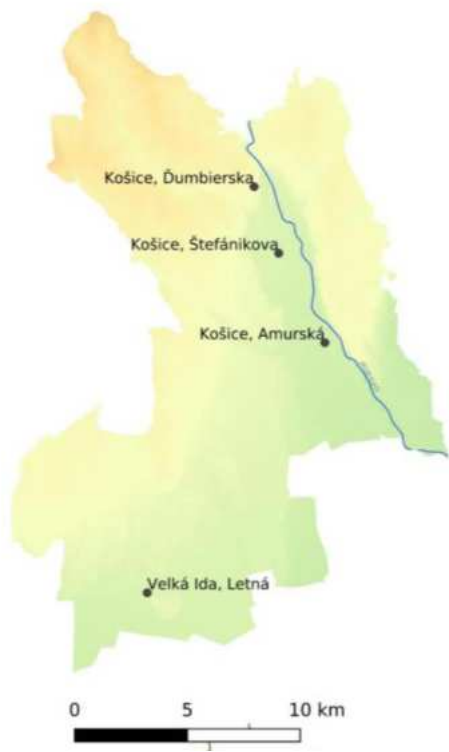 Košice, Ďumbierska
Košice, Štefánikova
Košice, Amurská
Veľká Ida, Letná
0 5 10 km